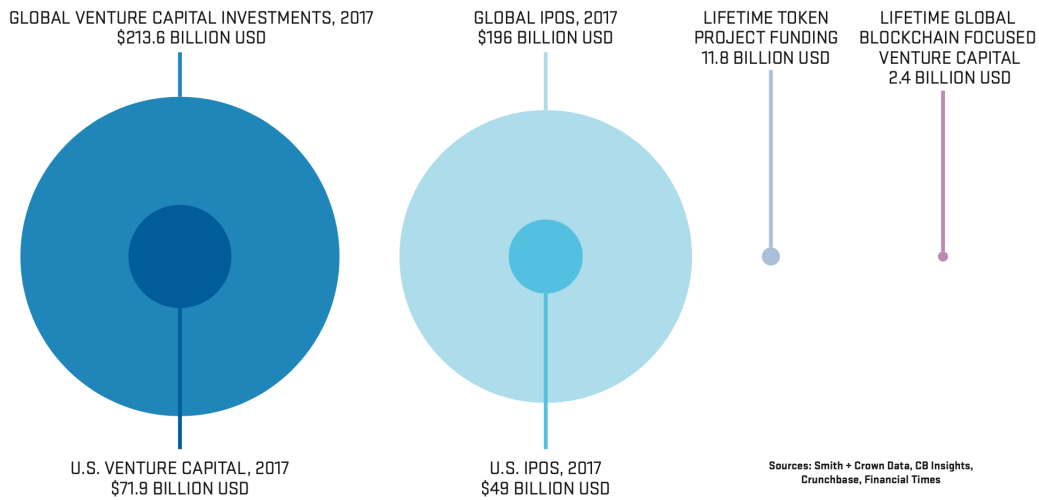 GLOBAL VENTURE CAPITAL INVESTMENTS, 2017
$213.6 BILLION USD
GLOBAL IPOS, 2017
$196 BILLION USD
LIFETIME TOKEN
PROJECT FUNDING
11.8 BILLION USD
LIFETIME GLOBAL
BLOCKCHAIN FOCUSED
VENTURE CAPITAL
2.4 BILLION USD
U.S. VENTURE CAPITAL, 2017
$71.9 BILLION USD
U.S. IPOS, 2017
$49 BILLION USD
Sources: Smith + Crown Data, CB Insights,
Crunchbase, Financial Times